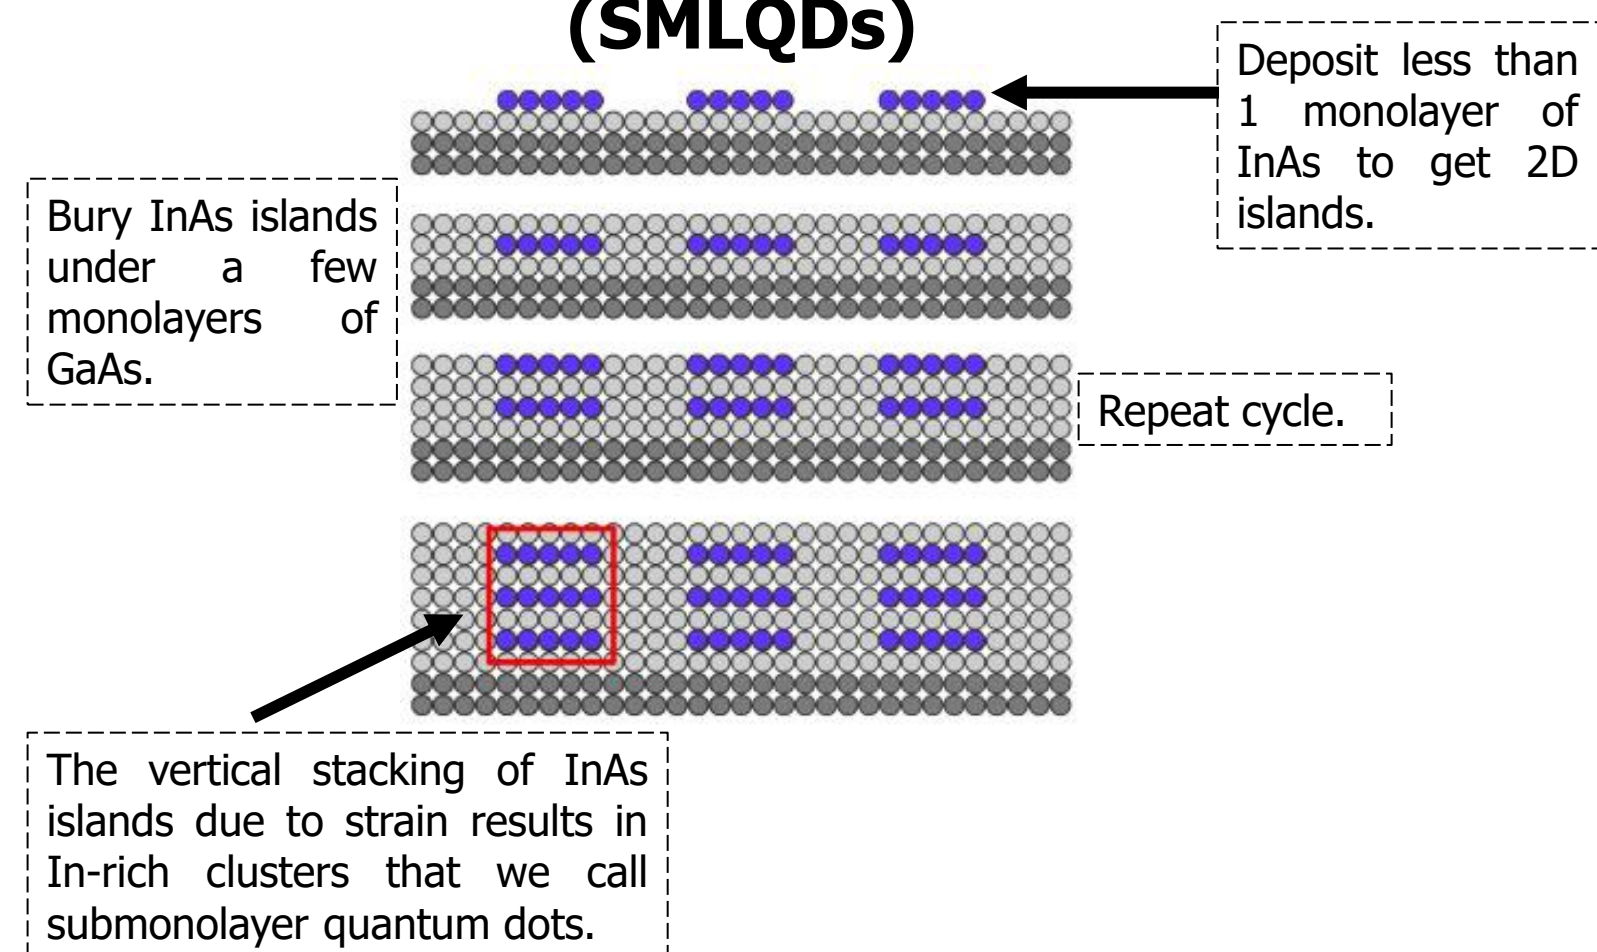 (SMLQDs)
Deposit less than
1 monolayer of
InAs to get 2D
islands.
Bury InAs islands
under a few
monolayers of
GaAs.
Repeat cycle.
The vertical stacking of InAs
islands due to strain results in
In-rich clusters that we call
submonolayer quantum dots.